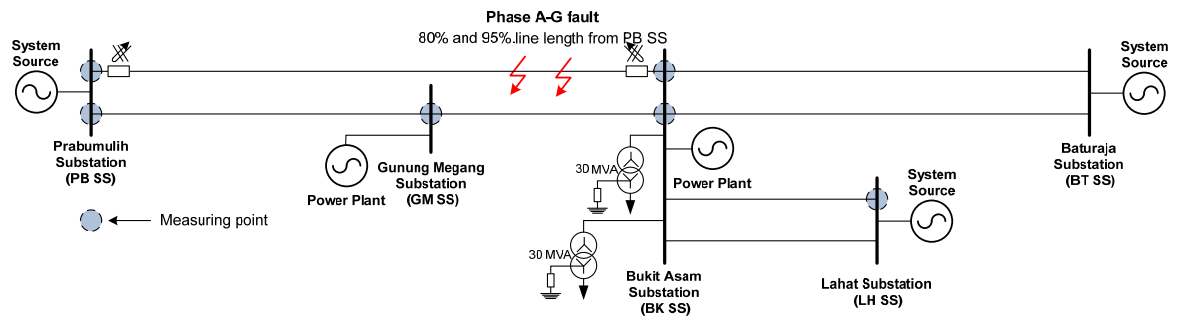 Phase A-G fault
80% and 95%.line length from PB SS
System
Source
System
Source
Prabumulih
Substation
(PB SS)
Power Plant
Gunung Megang
Substation
(GM SS)
30 MVA
Power Plant
Baturaja
Substation
(BT SS)
System
Source
Measuring point
30 MVA
Bukit Asam
Substation
(BK SS)
Lahat Substation
(LH SS)